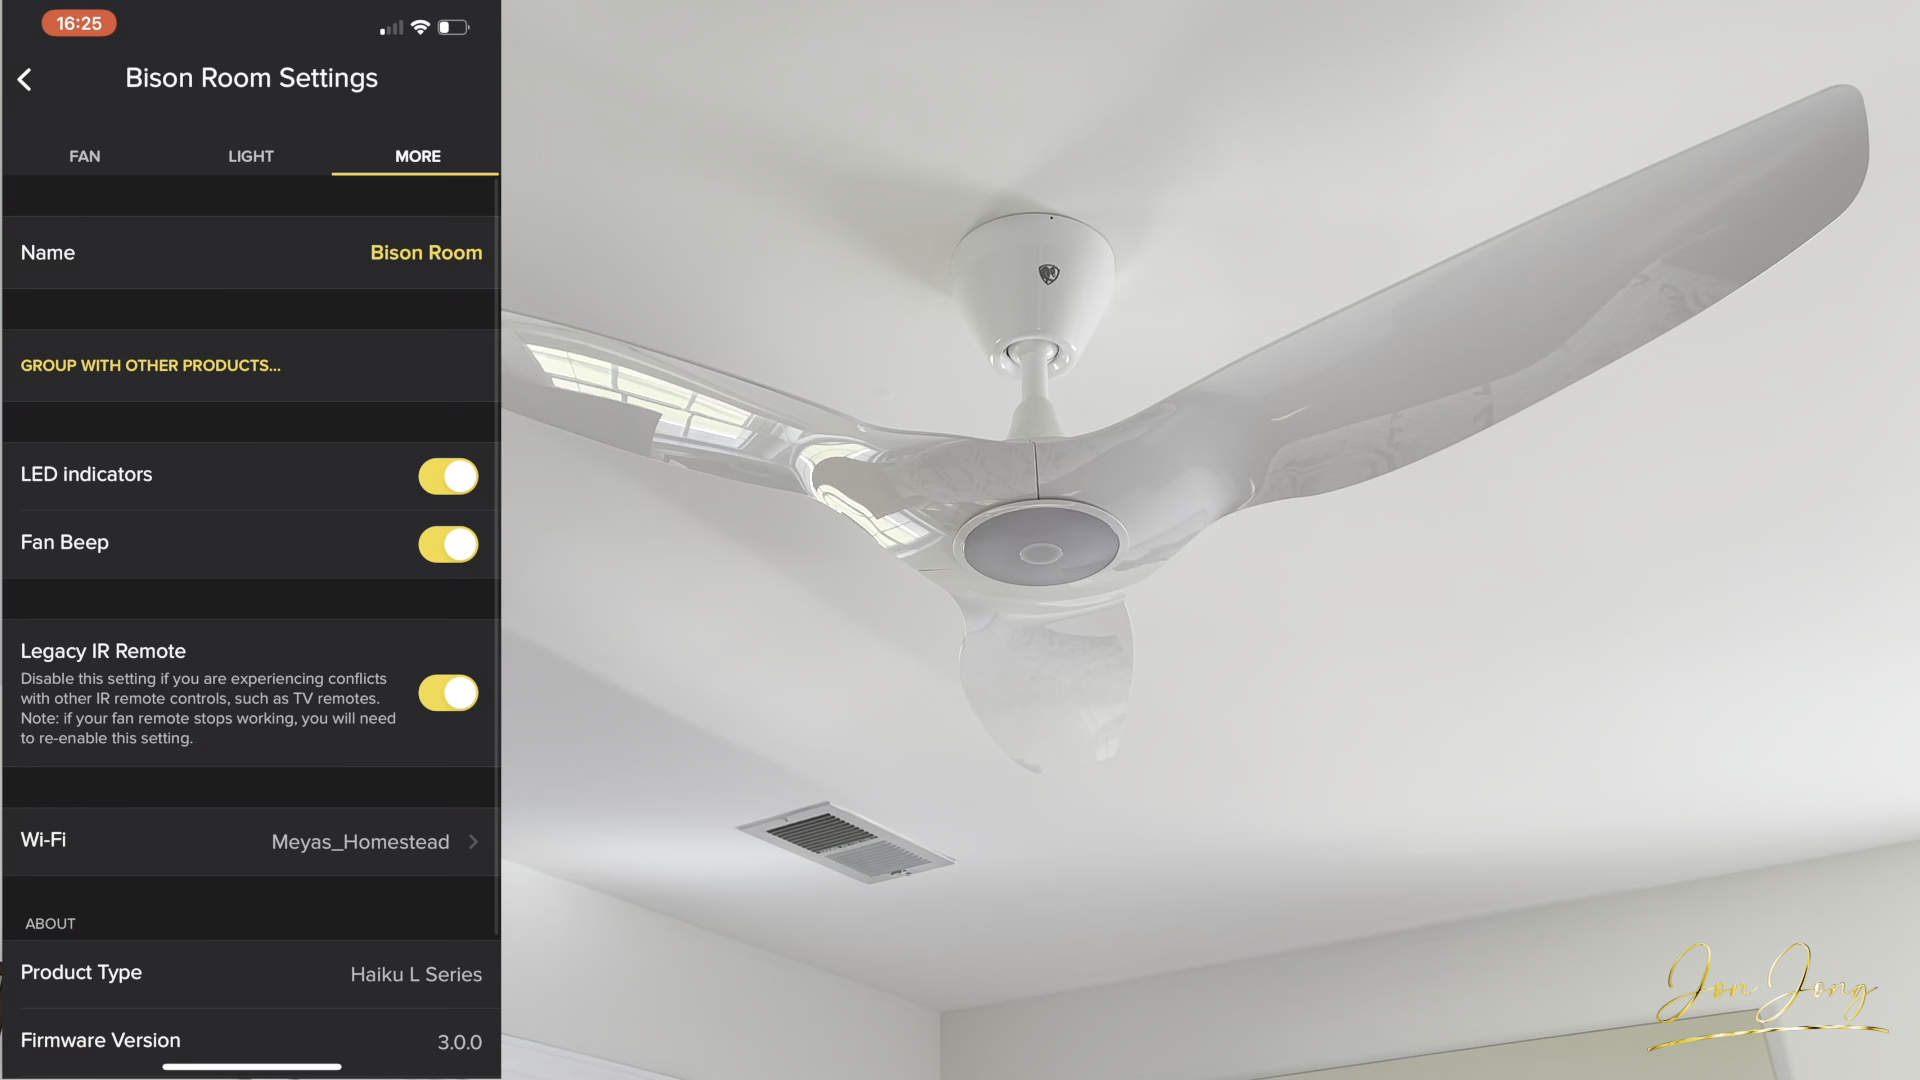 16:25
Bison Room Settings
FAN LIGHT MORE
Name Bison Room
GROUP WITH OTHER PRODUCTS...
LED indicators
Fan Beep
Legacy IR Remote
Disable this setting if you are experiencing conflicts
with other IR remote controls, such as TV remotes.
Note: if your fan remote stops working, you will need
to re-enable this setting.
Wi-Fi Meyas_Homestead
ABOUT
Product Type Haiku L Series
Firmware Version 3.0.0
Jon Jong